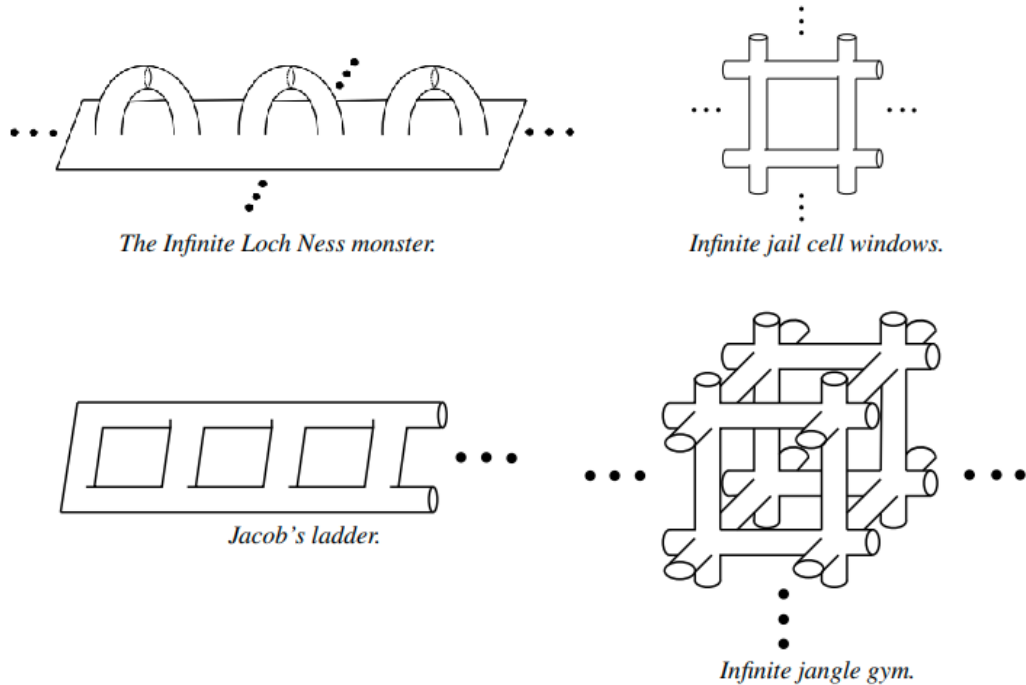 The Infinite Loch Ness monster.
Infinite jail cell windows.
Jacob's ladder.
Infinite jangle gym.